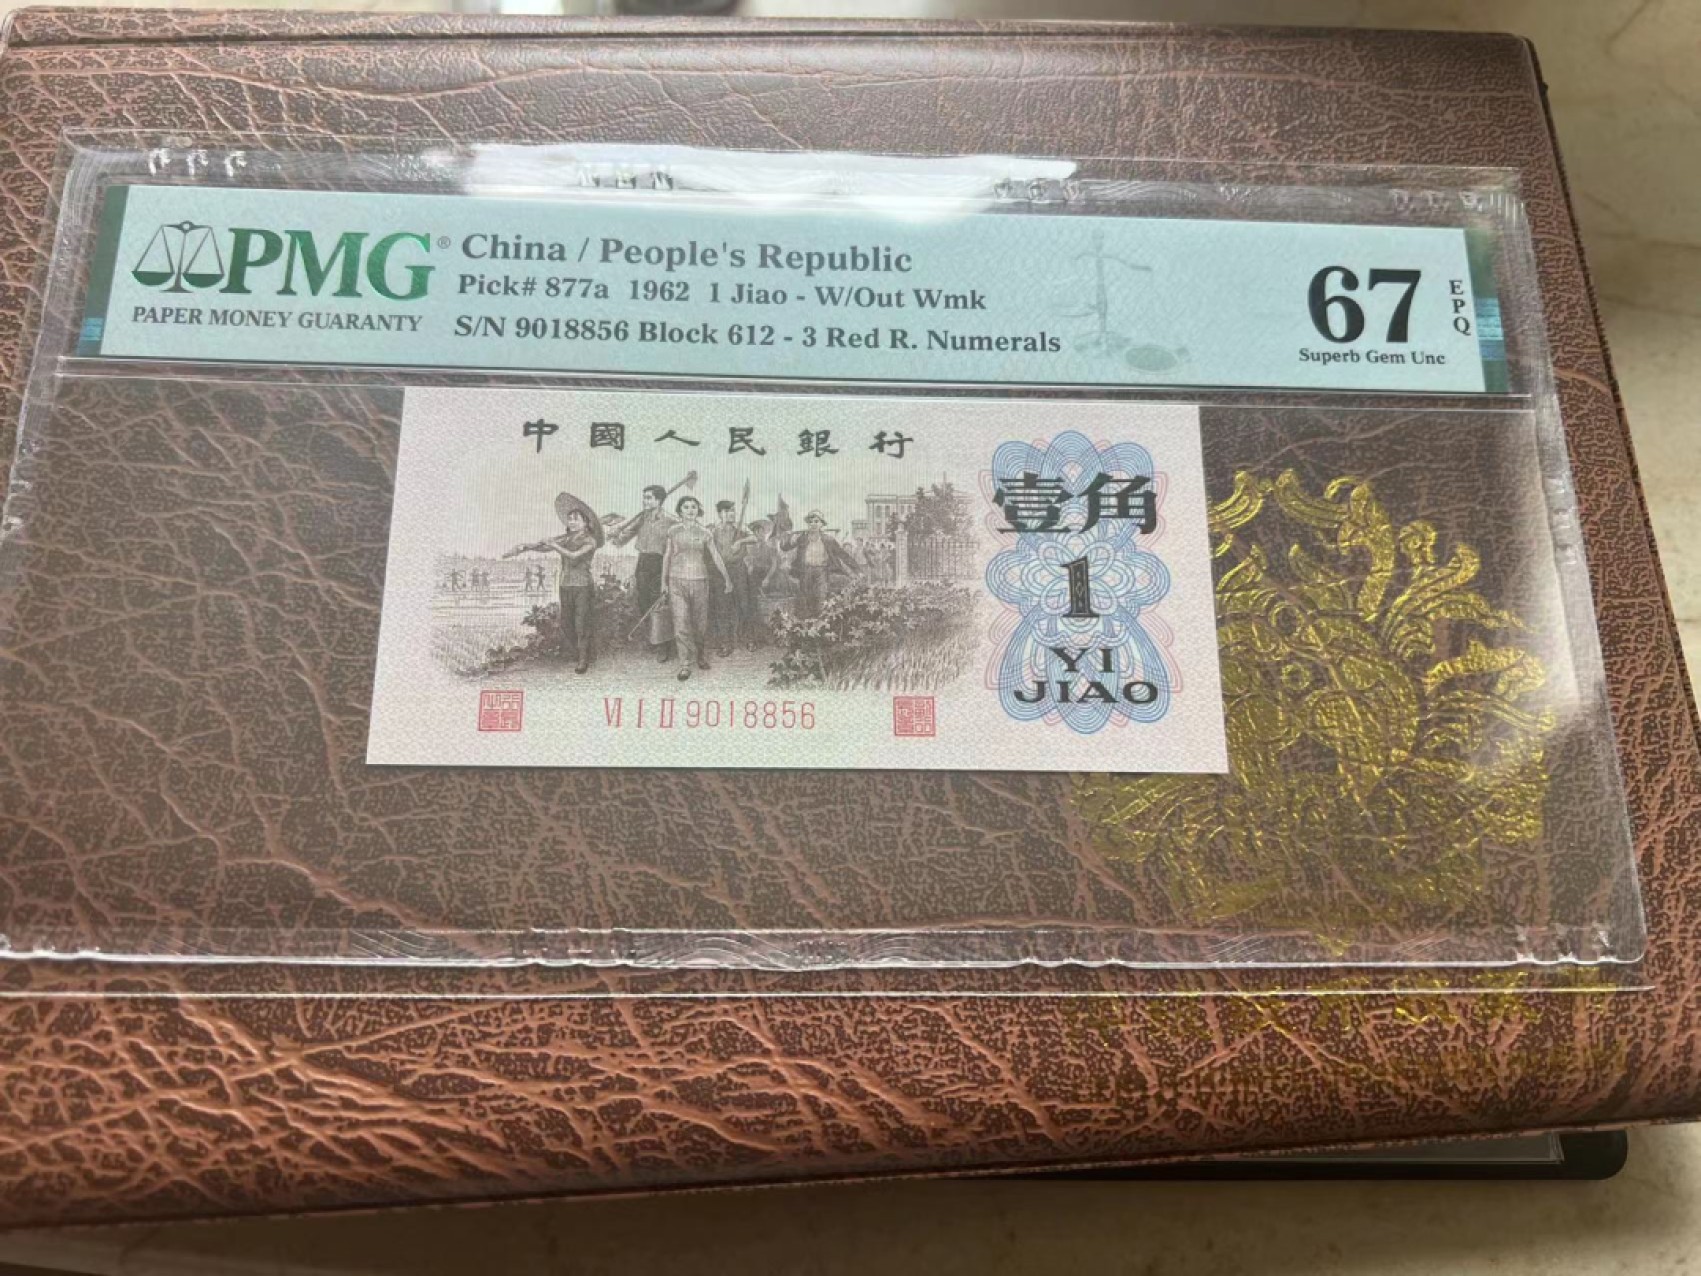 PMG® China / People's Republic
Pick# 877a 1962 1 Jiao - W/Out Wmk
PAPER MONEY GUARANTY
S/N 9018856 Block 612 - 3 Red R. Numerals
67 EPQ
Superb Gem Unc
中國人民銀行
壹角
1
YI
JIAO
VI I II 9018856